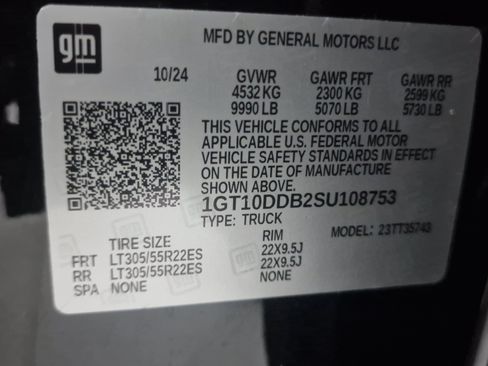 gm
MFD BY GENERAL MOTORS LLC
10/24 GVWR GAWR FRT GAWR RR
4532 KG 2300 KG 2599 KG
9990 LB 5070 LB 5730 LB
THIS VEHICLE CONFORMS TO ALL
APPLICABLE U.S. FEDERAL MOTOR
VEHICLE SAFETY STANDARDS IN EFFECT
ON THE DATE OF MANUFACTURE
SHOWN ABOVE.
1GT10DDB2SU108753
TYPE: TRUCK MODEL: 23TT35743
TIRE SIZE RIM
FRT LT305/55R22ES 22X9.5J
RR LT305/55R22ES 22X9.5J
SPA NONE NONE